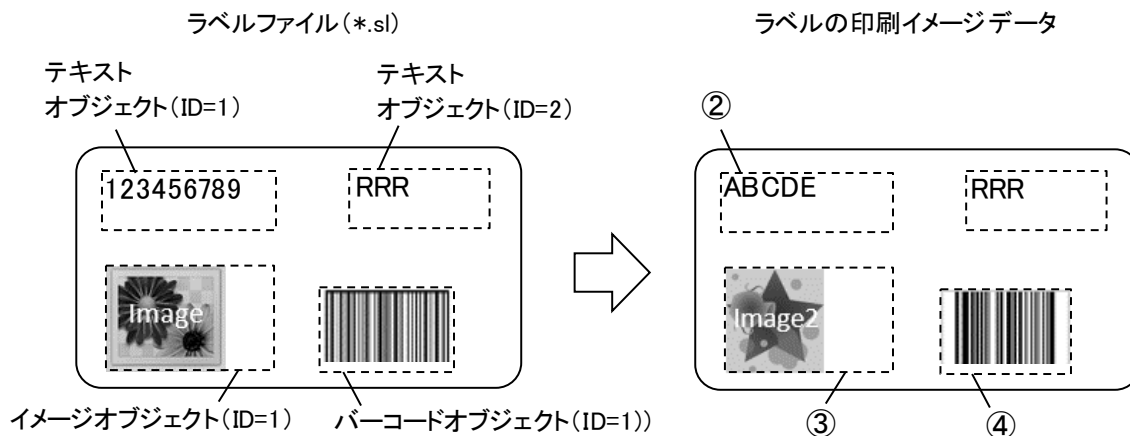 ラベルファイル(*.sl)
ラベルの印刷イメージデータ
テキスト
オブジェクト(ID=1)
テキスト
オブジェクト(ID=2)
②
123456789
RRR
ABCDE
RRR
Image
Image2
イメージオブジェクト(ID=1)
バーコードオブジェクト(ID=1))
③
④